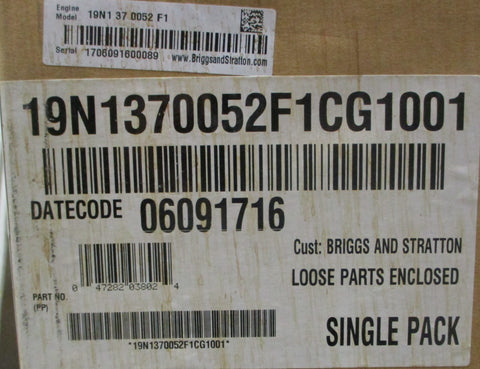 Engine
Model 19N1 37 0052 F1
Serial 1706091600089 www.BriggsandStratton.com
19N1370052F1CG1001
DATECODE 06091716
Cust: BRIGGS AND STRATTON
LOOSE PARTS ENCLOSED
0 47282 03802 4
PART NO.
(PP)
SINGLE PACK
*19N1370052F1CG1001*